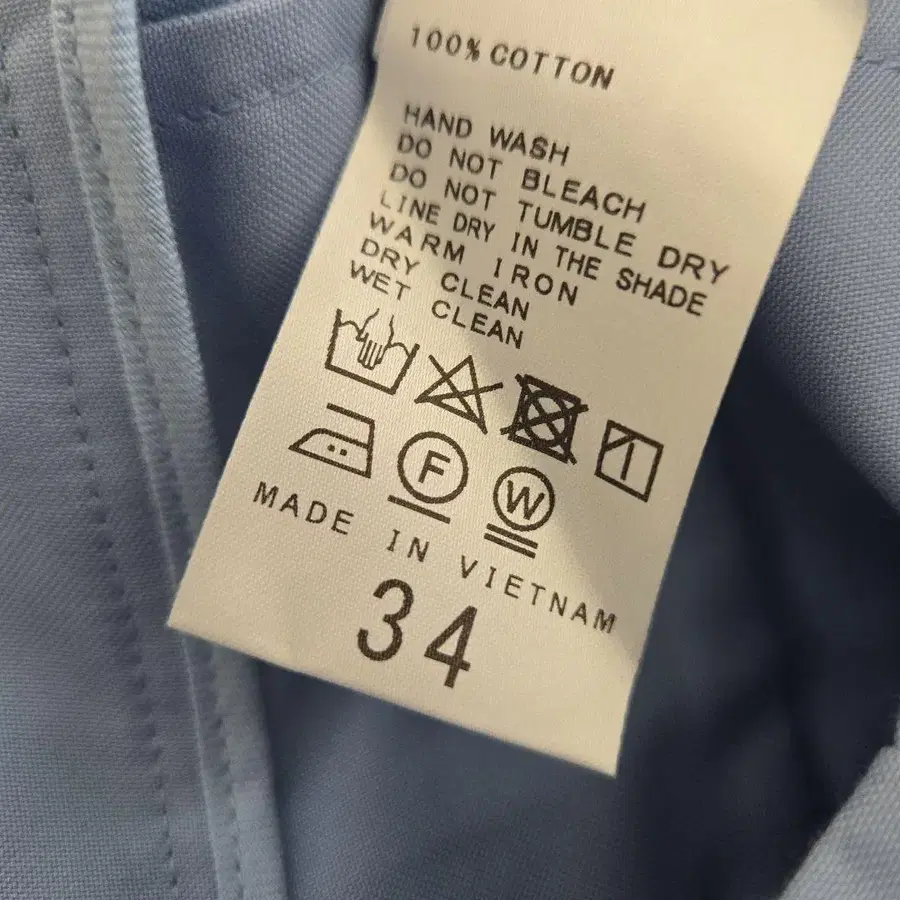 100% COTTON
HAND WASH
DO NOT BLEACH
DO NOT TUMBLE DRY
LINE DRY IN THE SHADE
WARM IRON
DRY CLEAN
WET CLEAN
F
W
MADE IN VIETNAM
34